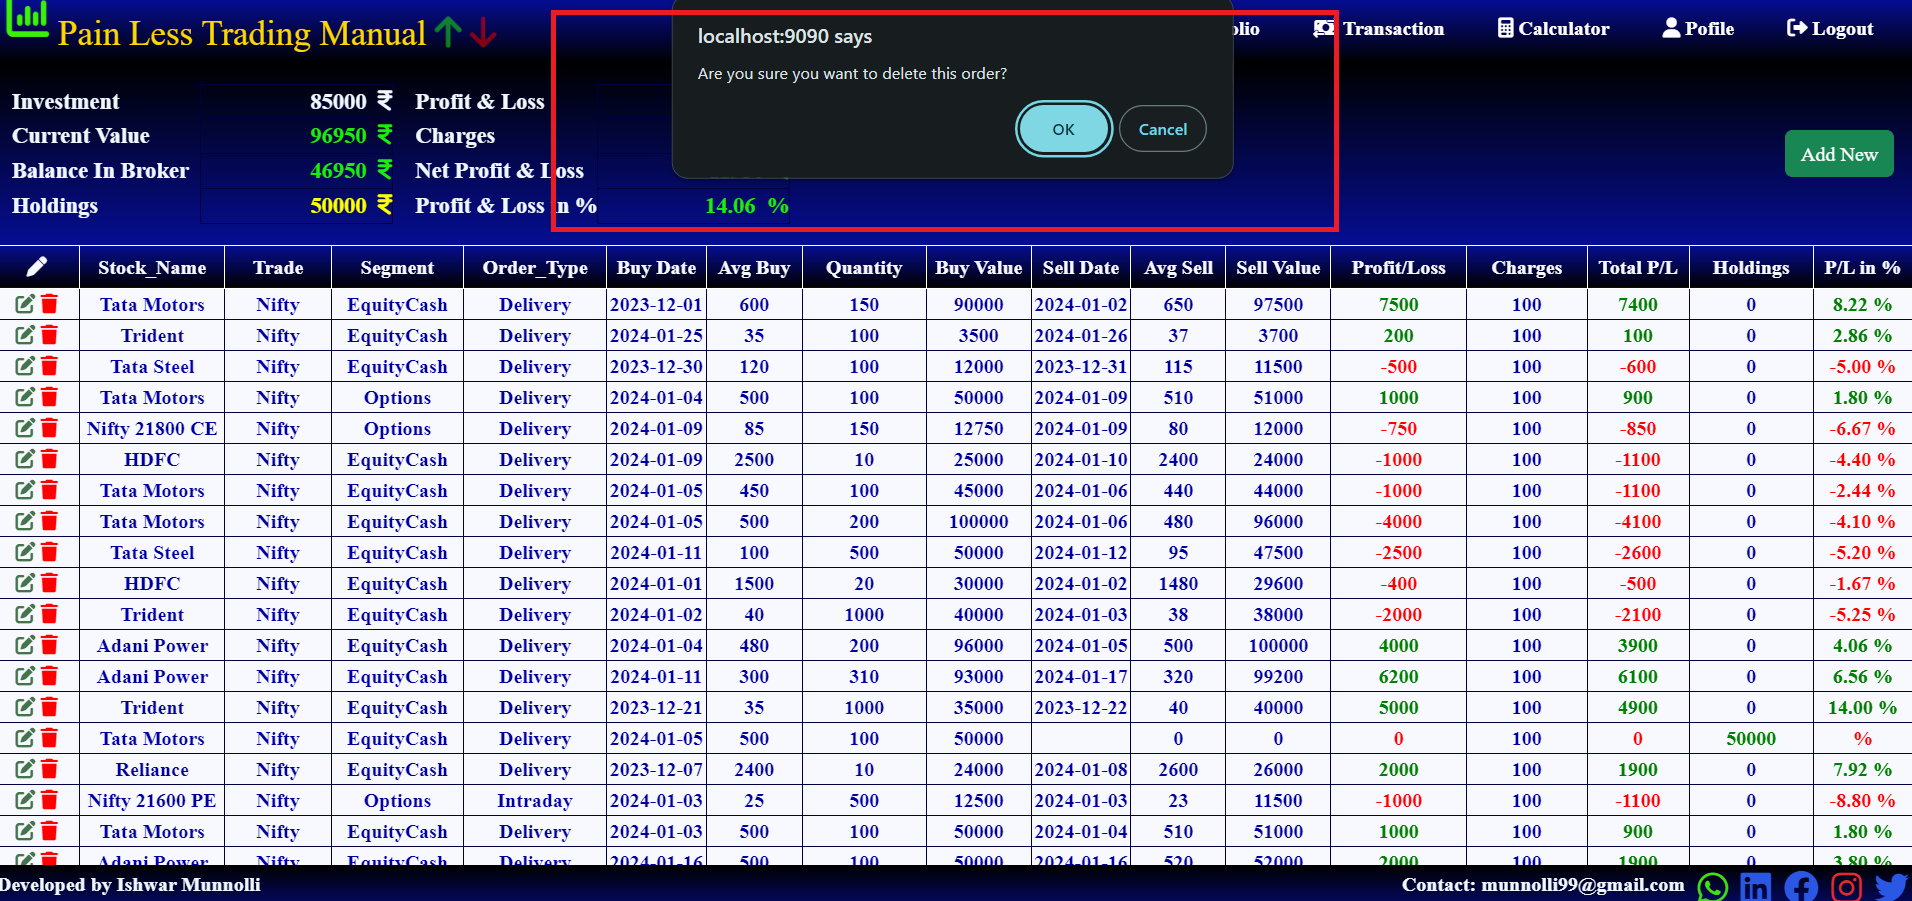 Pain Less Trading Manual
localhost:9090 says
Are you sure you want to delete this order?
OK Cancel
Transaction Calculator Pofile Logout
Investment 85000 ₹ Profit & Loss
Current Value 96950 ₹ Charges
Balance In Broker 46950 ₹ Net Profit & Loss
Holdings 50000 ₹ Profit & Loss in % 14.06 %
Add New
Stock_Name Trade Segment Order_Type Buy Date Avg Buy Quantity Buy Value Sell Date Avg Sell Sell Value Profit/Loss Charges Total P/L Holdings P/L in %
Tata Motors Nifty EquityCash Delivery 2023-12-01 600 150 90000 2024-01-02 650 97500 7500 100 7400 0 8.22 %
Trident Nifty EquityCash Delivery 2024-01-25 35 100 3500 2024-01-26 37 3700 200 100 100 0 2.86 %
Tata Steel Nifty EquityCash Delivery 2023-12-30 120 100 12000 2023-12-31 115 11500 -500 100 -600 0 -5.00 %
Tata Motors Nifty Options Delivery 2024-01-04 500 100 50000 2024-01-09 510 51000 1000 100 900 0 1.80 %
Nifty 21800 CE Nifty Options Delivery 2024-01-09 85 150 12750 2024-01-09 80 12000 -750 100 -850 0 -6.67 %
HDFC Nifty EquityCash Delivery 2024-01-09 2500 10 25000 2024-01-10 2400 24000 -1000 100 -1100 0 -4.40 %
Tata Motors Nifty EquityCash Delivery 2024-01-05 450 100 45000 2024-01-06 440 44000 -1000 100 -1100 0 -2.44 %
Tata Motors Nifty EquityCash Delivery 2024-01-05 500 200 100000 2024-01-06 480 96000 -4000 100 -4100 0 -4.10 %
Tata Steel Nifty EquityCash Delivery 2024-01-11 100 500 50000 2024-01-12 95 47500 -2500 100 -2600 0 -5.20 %
HDFC Nifty EquityCash Delivery 2024-01-01 1500 20 30000 2024-01-02 1480 29600 -400 100 -500 0 -1.67 %
Trident Nifty EquityCash Delivery 2024-01-02 40 1000 40000 2024-01-03 38 38000 -2000 100 -2100 0 -5.25 %
Adani Power Nifty EquityCash Delivery 2024-01-04 480 200 96000 2024-01-05 500 100000 4000 100 3900 0 4.06 %
Adani Power Nifty EquityCash Delivery 2024-01-11 300 310 93000 2024-01-17 320 99200 6200 100 6100 0 6.56 %
Trident Nifty EquityCash Delivery 2023-12-21 35 1000 35000 2023-12-22 40 40000 5000 100 4900 0 14.00 %
Tata Motors Nifty EquityCash Delivery 2024-01-05 500 100 50000 0 0 0 100 0 50000 %
Reliance Nifty EquityCash Delivery 2023-12-07 2400 10 24000 2024-01-08 2600 26000 2000 100 1900 0 7.92 %
Nifty 21600 PE Nifty Options Intraday 2024-01-03 25 500 12500 2024-01-03 23 11500 -1000 100 -1100 0 -8.80 %
Tata Motors Nifty EquityCash Delivery 2024-01-03 500 100 50000 2024-01-04 510 51000 1000 100 900 0 1.80 %
Adani Power Nifty EquityCash Delivery 2024-01-16 500 100 50000 2024-01-16 520 52000 2000 100 1900 0 3.80 %
Developed by Ishwar Munnolli Contact: munnolli99@gmail.com